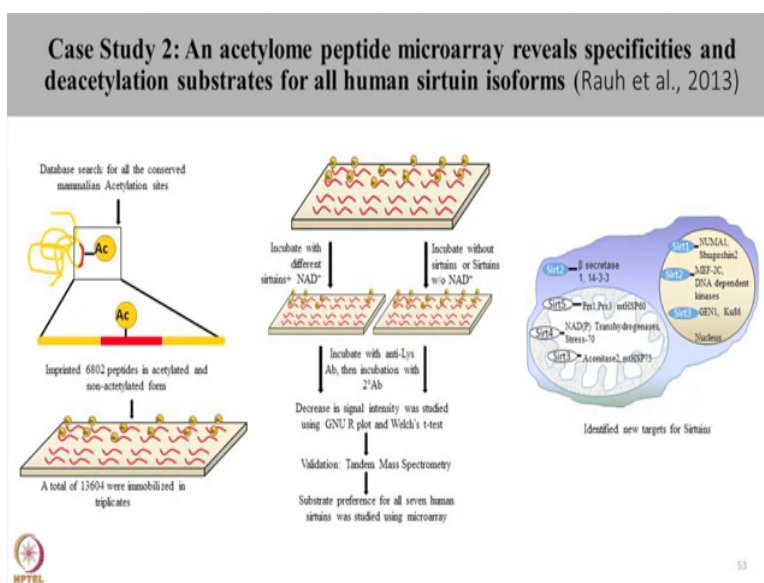 Case Study 2: An acetylome peptide microarray reveals specificities and
deacetylation substrates for all human sirtuin isoforms (Rauh et al., 2013)
Database search: for all the conserved
mammalian Acetylation sites
Ac
Ac
Imprinted 6802 peptides in acetylated and
non-actetylated form
A total of 13604 were immobilized in
triplicates
Incubate with
different
sirtuins+ NAD⁺
Incubate without
sirtuins or Sirtuins
w/o NAD⁺
Incubate with anti-Lys
Ab, then incubation with
2°Ab
Decrease in signal intensity was studied
using GNU R plot and Welch's t-test
Validation: Tandem Mass Spectrometry
Substrate preference for all seven human
sirtuins was studied using microarray
Sirt2
β secretase
1, 14-3-3
Sirt5
Prx1,Prx3 mtHSP60
Sirt4
NAD(P) Transhydrogenases,
Stress-70
Sirt3
Aconitase2, mtHSP75
Sirt1
NUMA1,
Shugoshin2
Sirt2
MEF-2C,
DNA dependent
kinases
Sirt3
GEN1, Ku86
Nucleus
Identified new targets for Sirtuins
NPTEL
53